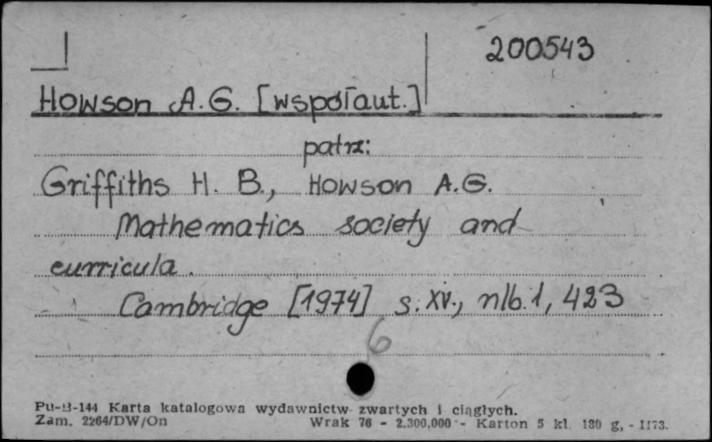 200543
Howson A.G. [współaut.]
patrz:
Griffiths H. B., Howson A.G.
Mathematics society and
curricula.
Cambridge [1974] s. XV., nlb. 1, 423
6
Pu-B-144 Karta katalogowa wydawnictw zwartych i ciągłych.
Zam. 2264/DW/On Wrak 76 - 2.300.000 - Karton 5 kl. 180 g, -